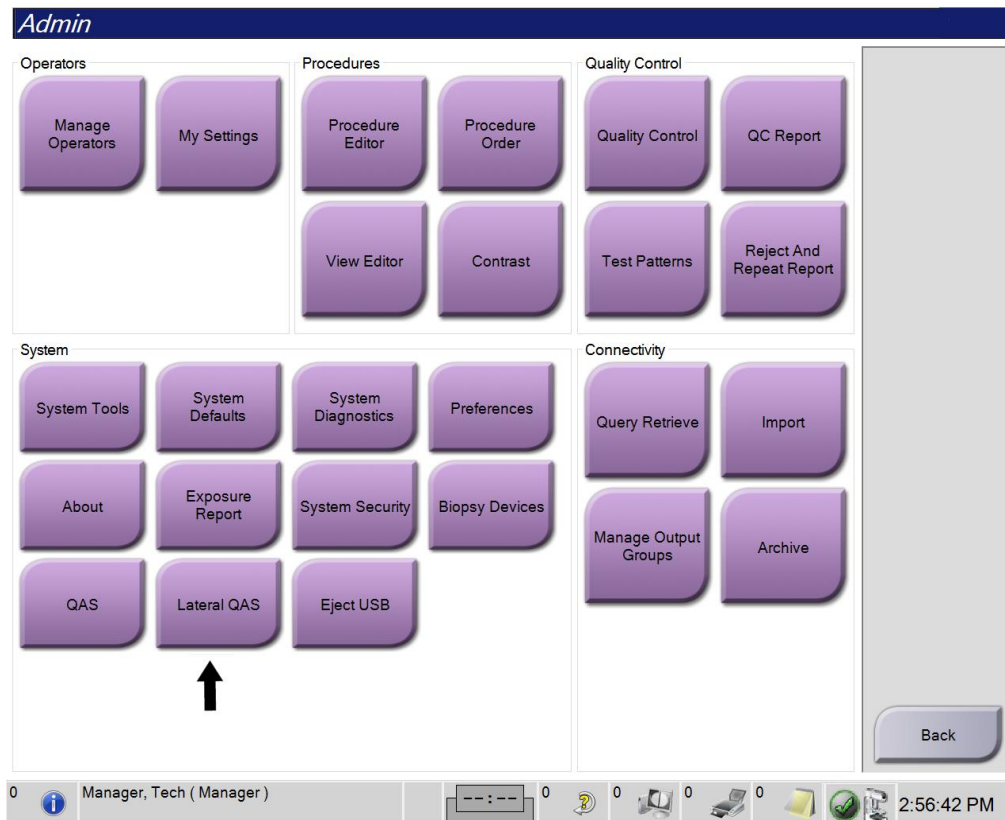 Admin
Operators
Manage
Operators
My Settings
Procedures
Procedure
Editor
Procedure
Order
View Editor
Contrast
Quality Control
Quality Control
QC Report
Test Patterns
Reject And
Repeat Report
System
System Tools
System
Defaults
System
Diagnostics
Preferences
About
Exposure
Report
System Security
Biopsy Devices
QAS
Lateral QAS
Eject USB
Connectivity
Query Retrieve
Import
Manage Output
Groups
Archive
Back
0
Manager, Tech ( Manager )
--:--
0
0
0
0
2:56:42 PM